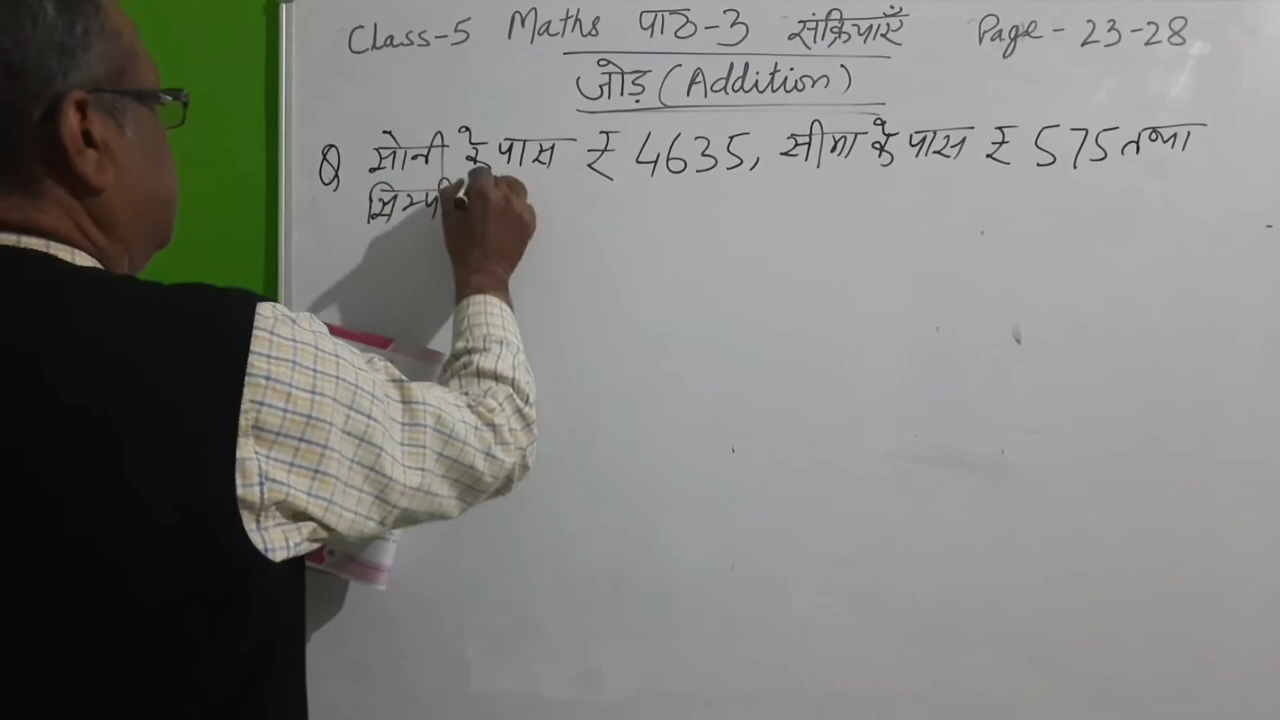 Class-5 Maths पाठ-3 संक्रियाएँ Page - 23-28
जोड़ (Addition)
Q सोनी के पास ₹ 4635, सीमा के पास ₹ 575 तथा